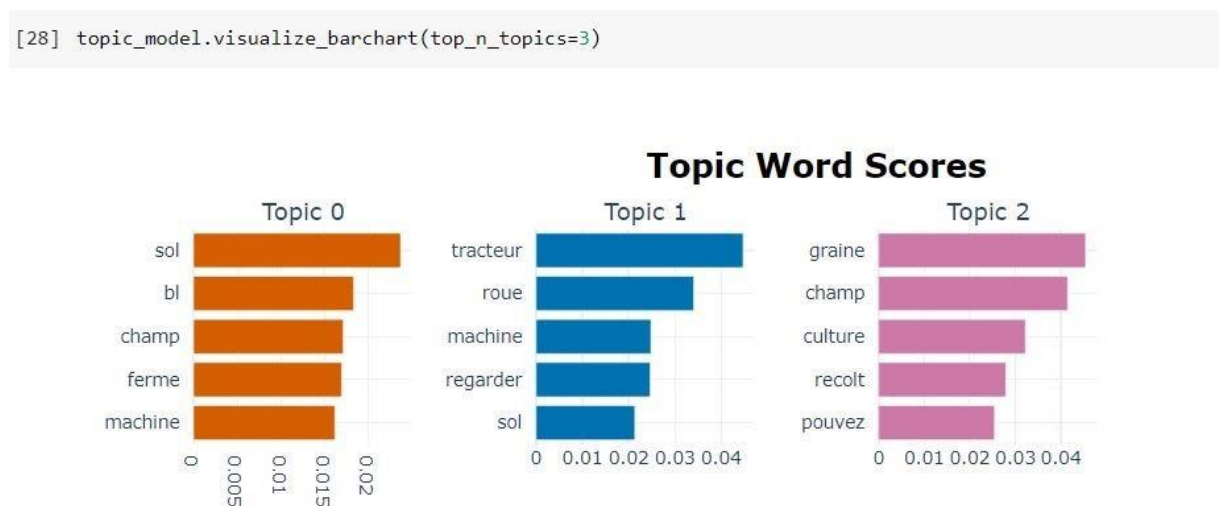 [28] topic_model.visualize_barchart(top_n_topics=3)
Topic Word Scores
Topic 0
sol
bl
champ
ferme
machine
0
0.005
0.01
0.015
0.02
Topic 1
tracteur
roue
machine
regarder
sol
0 0.01 0.02 0.03 0.04
Topic 2
graine
champ
culture
recolt
pouvez
0 0.01 0.02 0.03 0.04